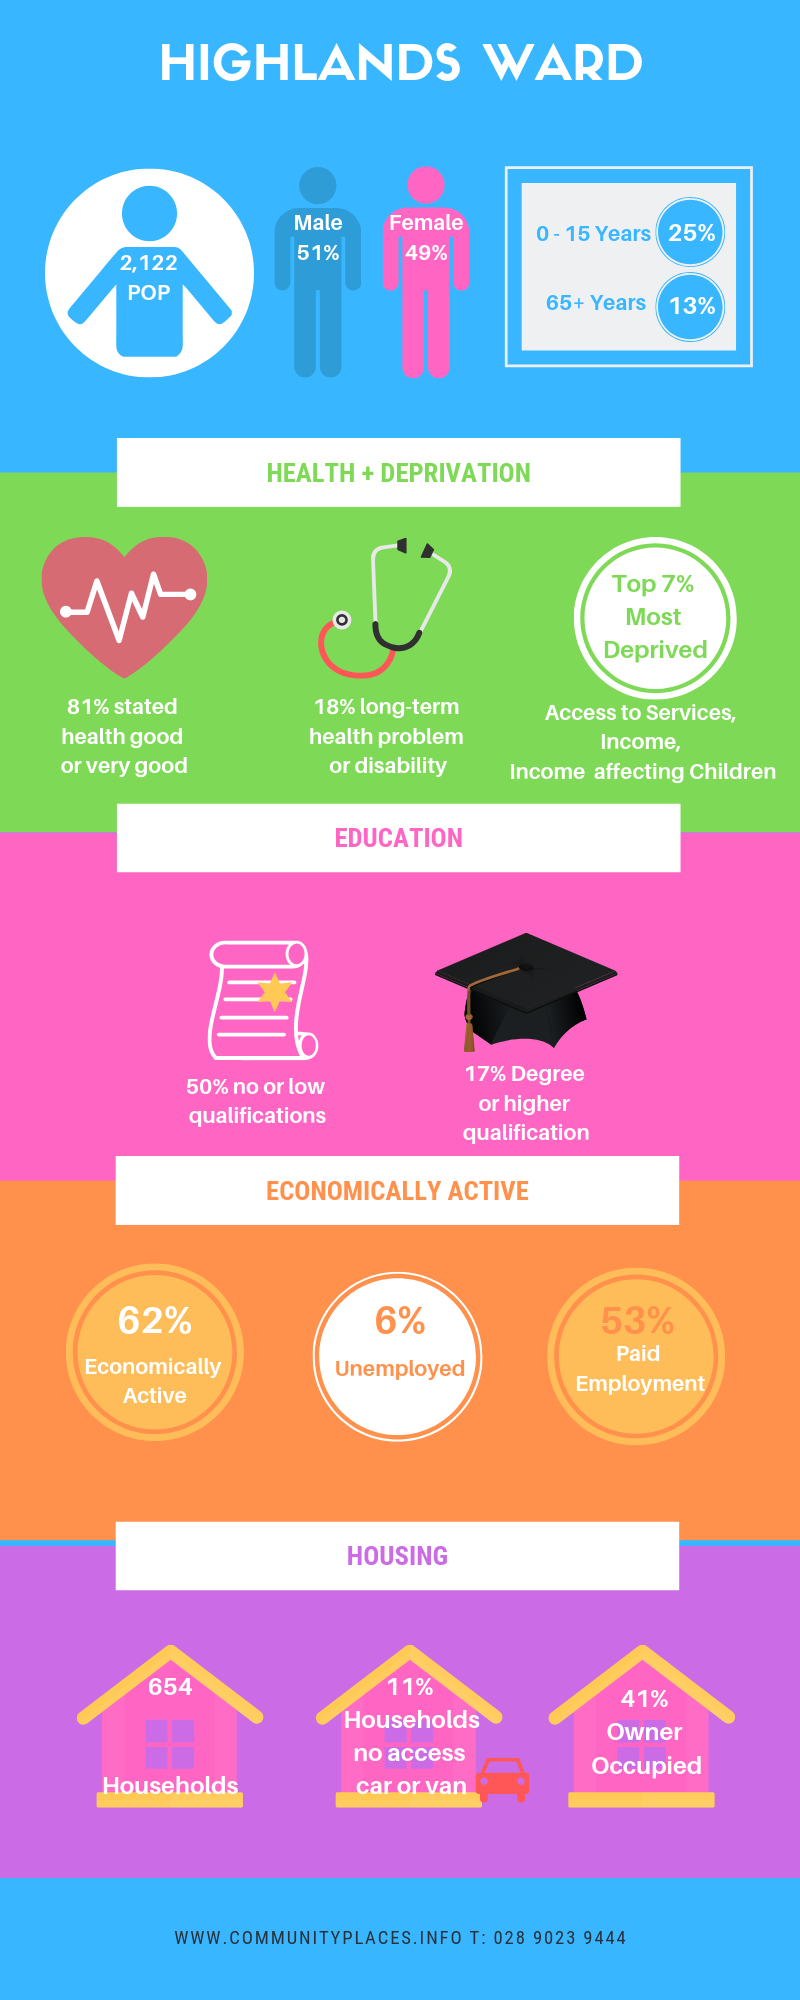 HIGHLANDS WARD
2,122
POP
Male
51%
Female
49%
0 - 15 Years
25%
65+ Years
13%
HEALTH + DEPRIVATION
81% stated
health good
or very good
18% long-term
health problem
or disability
Top 7%
Most
Deprived
Access to Services,
Income,
Income affecting Children
EDUCATION
50% no or low
qualifications
17% Degree
or higher
qualification
ECONOMICALLY ACTIVE
62%
Economically
Active
6%
Unemployed
53%
Paid
Employment
HOUSING
654
Households
11%
Households
no access
car or van
41%
Owner
Occupied
WWW.COMMUNITYPLACES.INFO T: 028 9023 9444